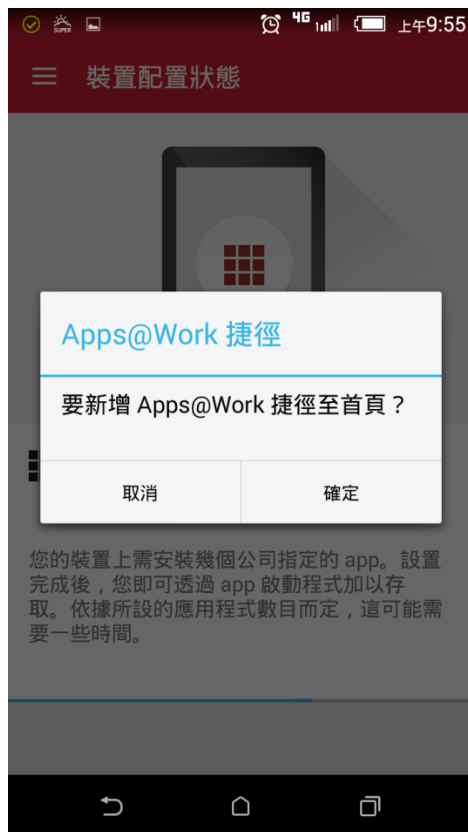 SUPER
4G
上午9:55
裝置配置狀態
Apps@Work 捷徑
要新增 Apps@Work 捷徑至首頁？
取消
確定
您的裝置上需安裝幾個公司指定的 app。設置
完成後，您即可透過 app 啟動程式加以存
取。依據所設的應用程式數目而定，這可能需
要一些時間。